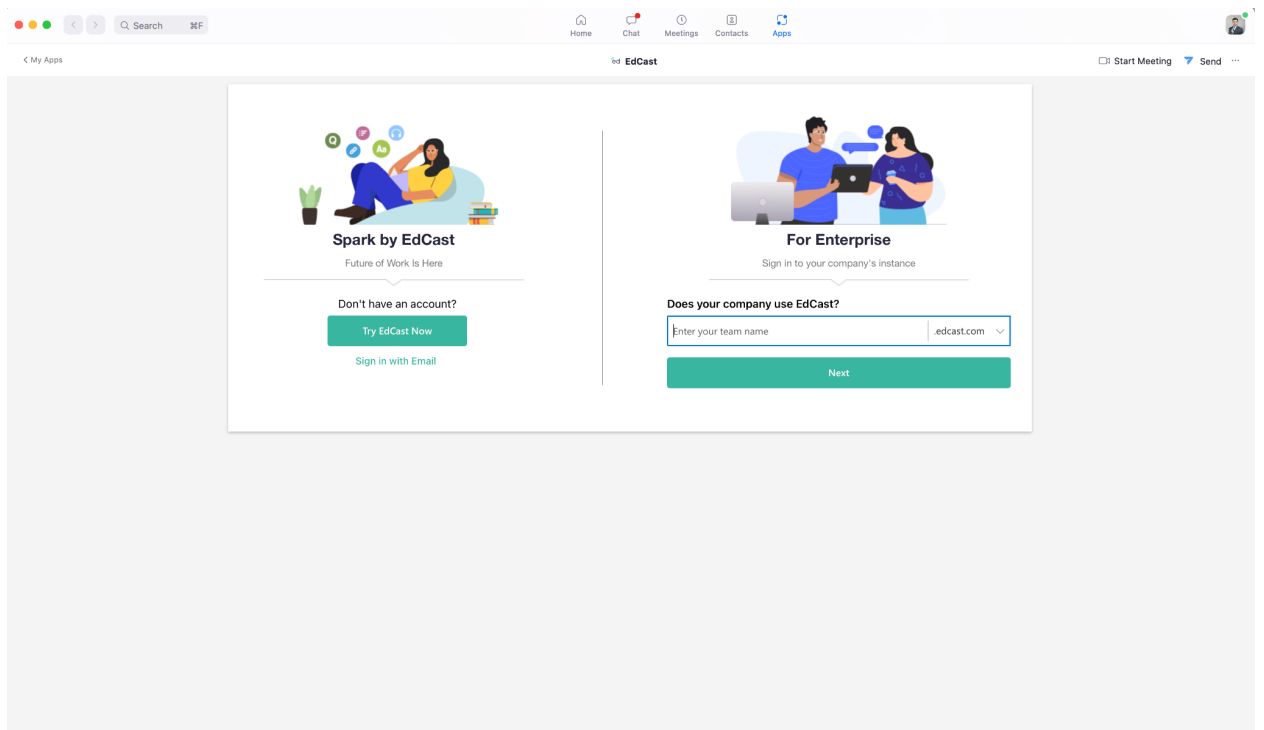 Search ⌘F
Home
Chat
Meetings
Contacts
Apps
My Apps
ed EdCast
Start Meeting
Send
Q
Aa
Spark by EdCast
Future of Work Is Here
Don't have an account?
Try EdCast Now
Sign in with Email
For Enterprise
Sign in to your company's instance
Does your company use EdCast?
Enter your team name
.edcast.com
Next